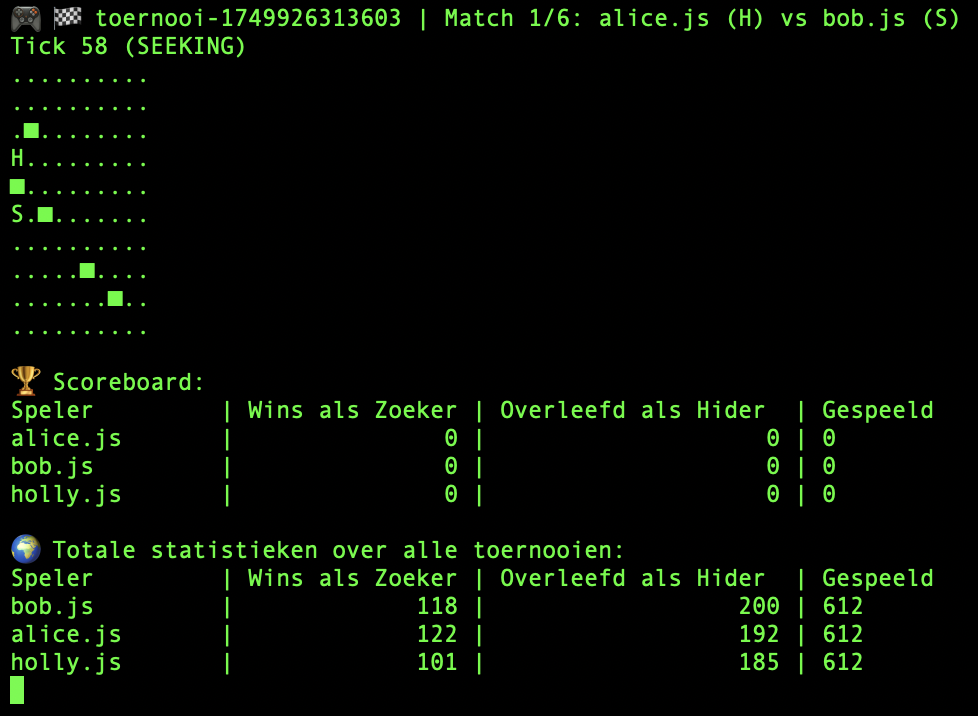 🎮 🏁 toernooi-1749926313603 | Match 1/6: alice.js (H) vs bob.js (S)
Tick 58 (SEEKING)
..........
..........
.■........
H.........
■.........
S.■.......
..........
.....■....
.......■..
..........
🏆 Scoreboard:
Speler         | Wins als Zoeker | Overleefd als Hider  | Gespeeld
alice.js       |               0 |                    0 | 0
bob.js         |               0 |                    0 | 0
holly.js       |               0 |                    0 | 0
🌍 Totale statistieken over alle toernooien:
Speler         | Wins als Zoeker | Overleefd als Hider  | Gespeeld
bob.js         |             118 |                  200 | 612
alice.js       |             122 |                  192 | 612
holly.js       |             101 |                  185 | 612